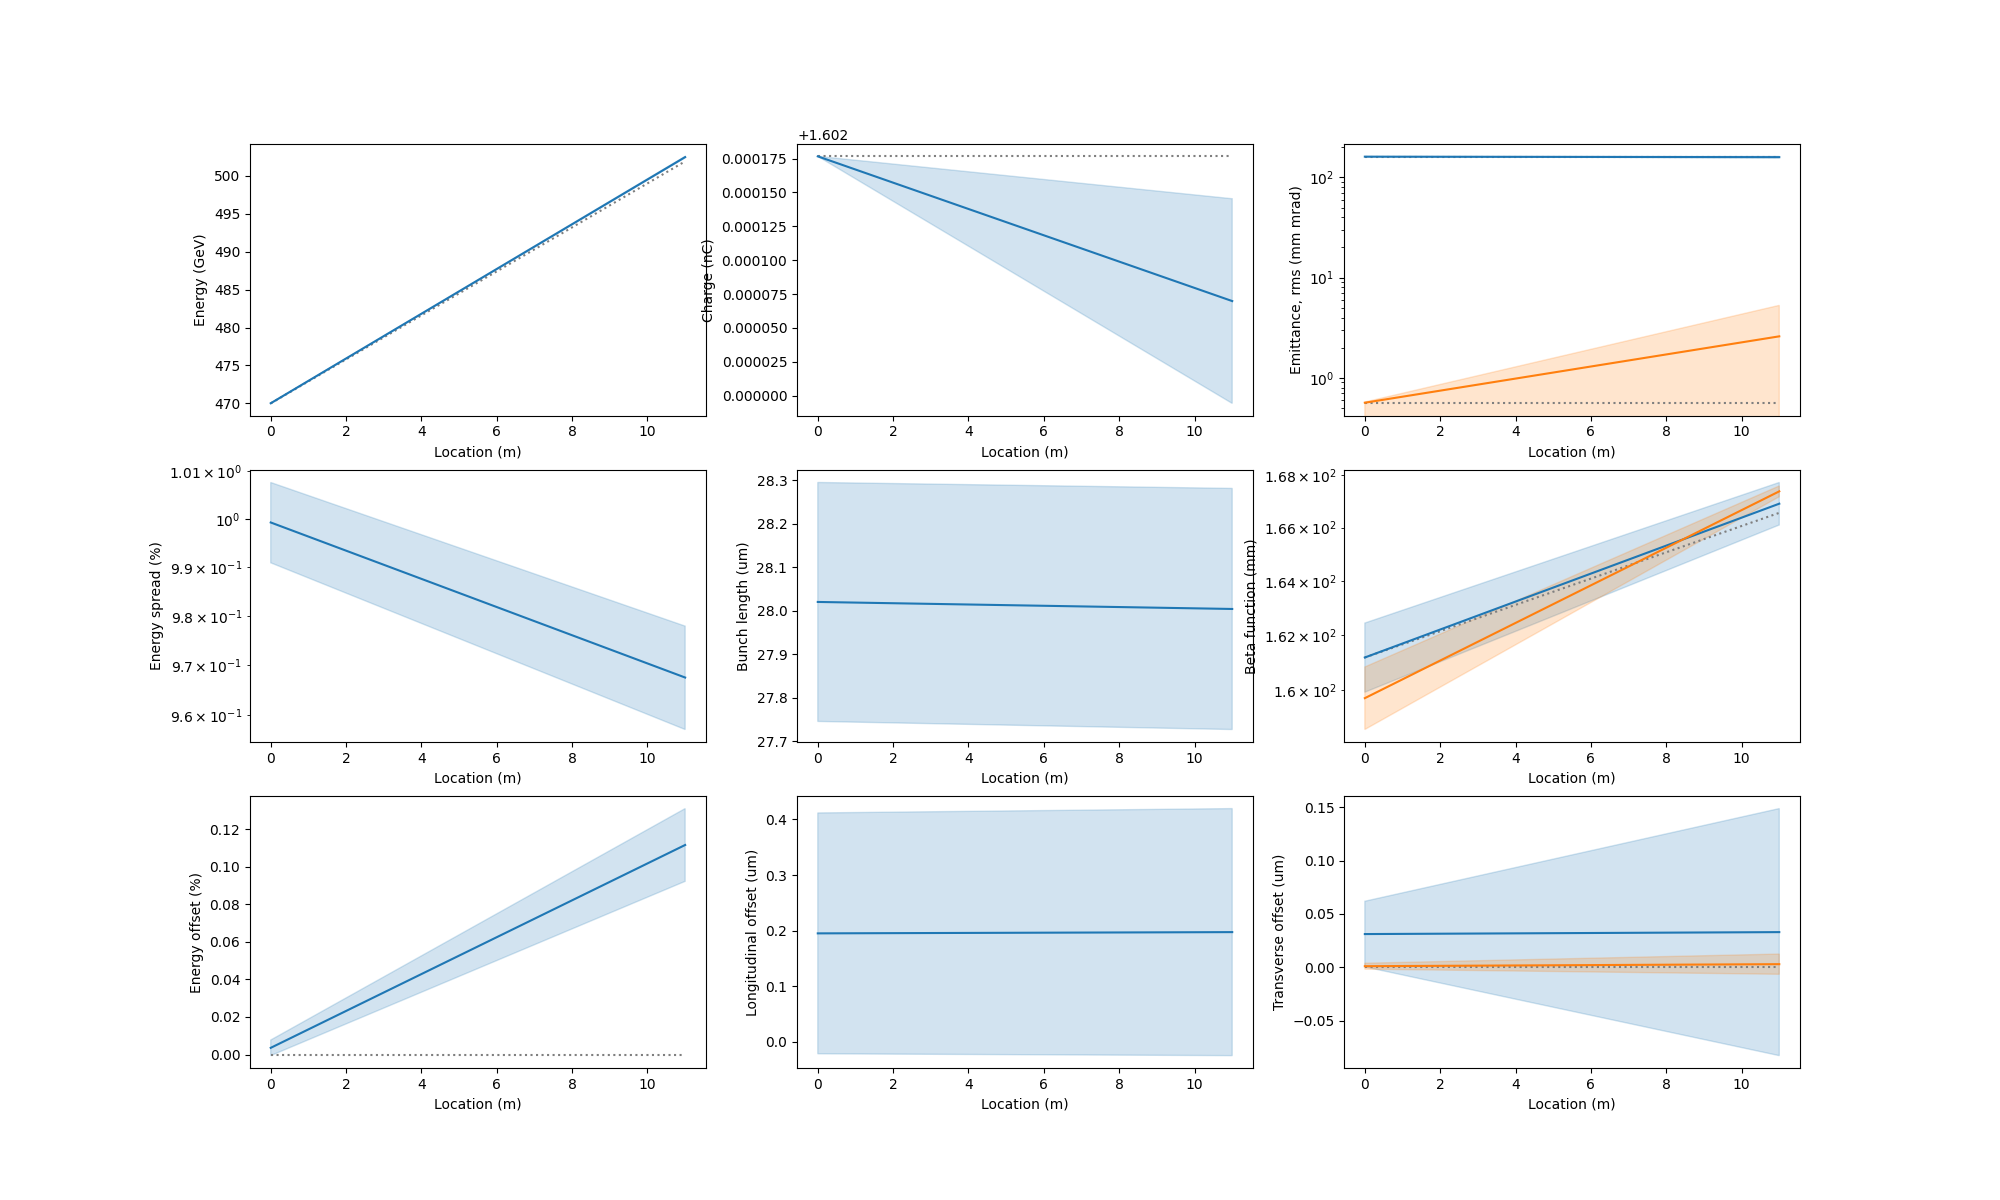 500
495
490
485
480
475
470
Energy (GeV)
0 2 4 6 8 10
Location (m)
+1.602
0.000175
0.000150
0.000125
0.000100
0.000075
0.000050
0.000025
0.000000
Charge (nC)
0 2 4 6 8 10
Location (m)
10²
10¹
10⁰
Emittance, rms (mm mrad)
0 2 4 6 8 10
Location (m)
1.01 × 10⁰
10⁰
9.9 × 10⁻¹
9.8 × 10⁻¹
9.7 × 10⁻¹
9.6 × 10⁻¹
Energy spread (%)
0 2 4 6 8 10
Location (m)
28.3
28.2
28.1
28.0
27.9
27.8
27.7
Bunch length (um)
0 2 4 6 8 10
Location (m)
1.68 × 10²
1.66 × 10²
1.64 × 10²
1.62 × 10²
1.6 × 10²
Beta function (mm)
0 2 4 6 8 10
Location (m)
0.12
0.10
0.08
0.06
0.04
0.02
0.00
Energy offset (%)
0 2 4 6 8 10
Location (m)
0.4
0.3
0.2
0.1
0.0
Longitudinal offset (um)
0 2 4 6 8 10
Location (m)
0.15
0.10
0.05
0.00
−0.05
Transverse offset (um)
0 2 4 6 8 10
Location (m)